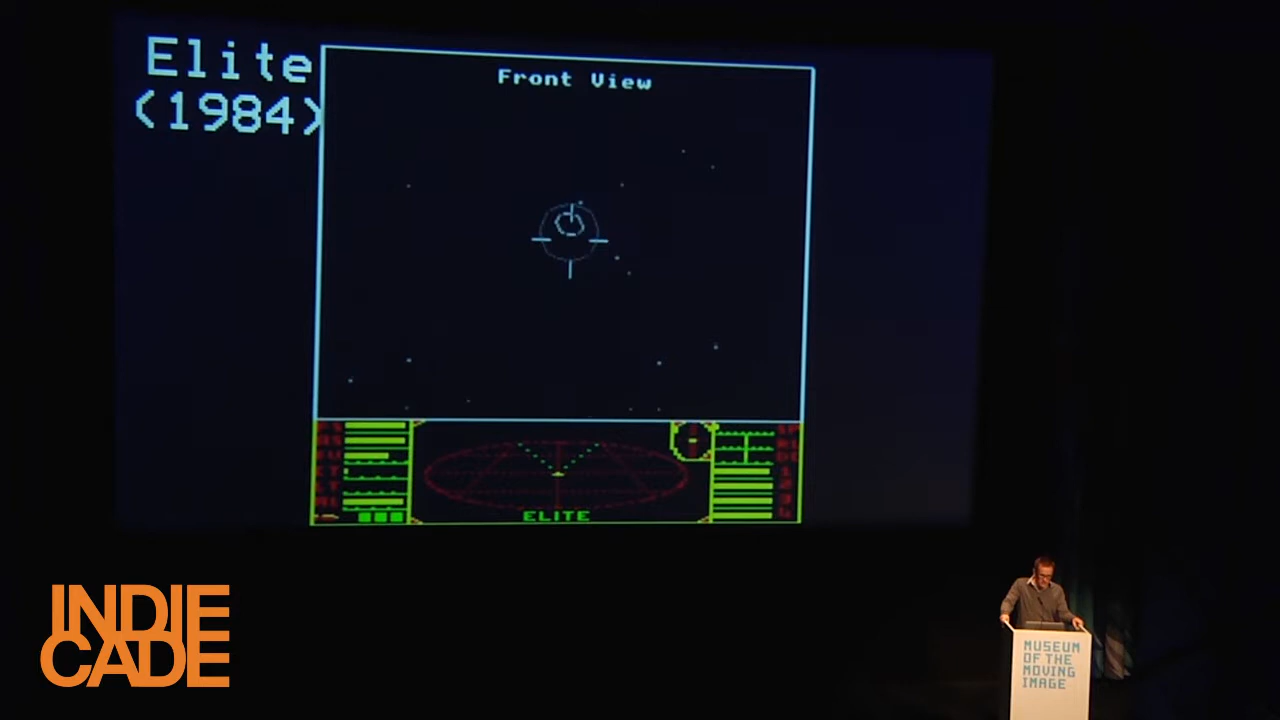 Elite
(1984)
Front View
ELITE
INDIE
CADE
MUSEUM
OF THE
MOVING
IMAGE